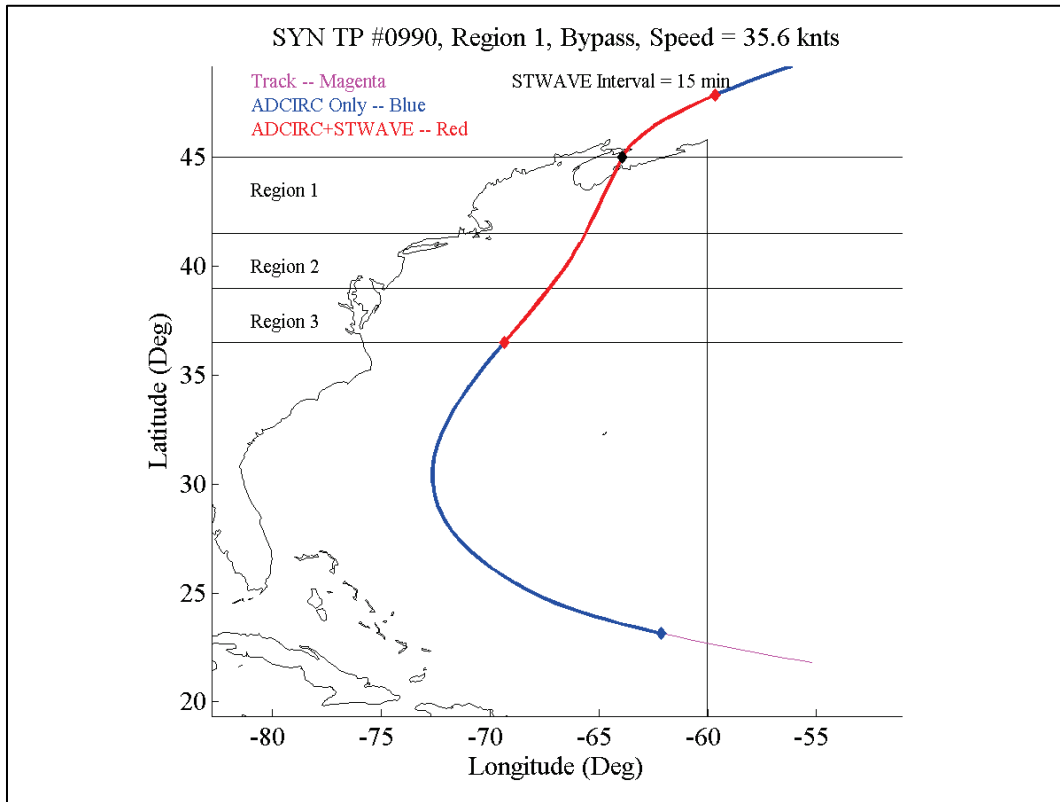 SYN TP #0990, Region 1, Bypass, Speed = 35.6 knts
Track -- Magenta
STWAVE Interval = 15 min
ADCIRC Only -- Blue
ADCIRC+STWAVE -- Red
45
Region 1
40
Region 2
Region 3
35
30
25
20
Latitude (Deg)
-80
-75
-70
-65
-60
-55
Longitude (Deg)